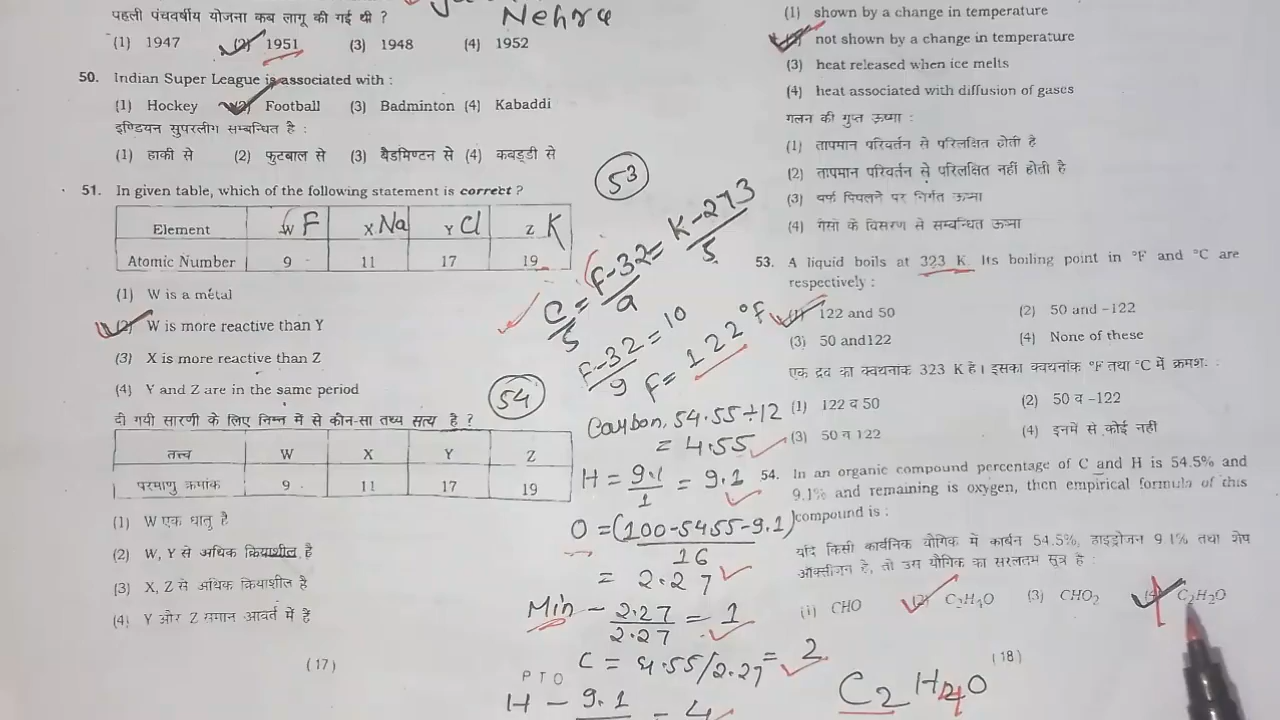 पहली पंचवर्षीय योजना कब लागू की गई थी ?
Nehru
(1) 1947 (2) 1951 (3) 1948 (4) 1952
50. Indian Super League is associated with :
(1) Hockey (2) Football (3) Badminton (4) Kabaddi
इण्डियन सुपरलीग सम्बन्धित है :
(1) हाकी से (2) फुटबाल से (3) बैडमिण्टन से (4) कबड्डी से
51. In given table, which of the following statement is correct ?
Element W F X Na Y Cl Z K
Atomic Number 9 11 17 19
(1) W is a metal
(2) W is more reactive than Y
(3) X is more reactive than Z
(4) Y and Z are in the same period
दी गयी सारणी के लिए निम्न में से कौन-सा तथ्य सत्य है ?
तत्त्व W X Y Z
परमाणु क्रमांक 9 11 17 19
(1) W एक धातु है
(2) W, Y से अधिक क्रियाशील है
(3) X, Z से अधिक क्रियाशील है
(4) Y और Z समान आवर्त में हैं
(17)
PTO
53
C/5 = F-32/9 = K-273/5
F-32/9 = 10
F = 122°F
54
Carbon, 54.55÷12
= 4.55
H = 9.1/1 = 9.1
O = (100-5455-9.1)
16
= 2.27
Min - 2.27/2.27 = 1
C = 4.55/2.27 = 2
H - 9.1
= 4
(1) shown by a change in temperature
(2) not shown by a change in temperature
(3) heat released when ice melts
(4) heat associated with diffusion of gases
गलन की गुप्त ऊष्मा :
(1) तापमान परिवर्तन से परिलक्षित होती है
(2) तापमान परिवर्तन से परिलक्षित नहीं होती है
(3) बर्फ पिघलने पर निर्गत ऊष्मा
(4) गैसों के विसरण से सम्बन्धित ऊष्मा
53. A liquid boils at 323 K. Its boiling point in °F and °C are
respectively :
(1) 122 and 50 (2) 50 and -122
(3) 50 and122 (4) None of these
एक द्रव का क्वथनांक 323 K है। इसका क्वथनांक °F तथा °C में क्रमशः :
(1) 122 व 50 (2) 50 व -122
(3) 50 व 122 (4) इनमें से कोई नहीं
54. In an organic compound percentage of C and H is 54.5% and
9.1% and remaining is oxygen, then empirical formula of this
compound is :
यदि किसी कार्बनिक यौगिक में कार्बन 54.5%, हाइड्रोजन 9.1% तथा शेष
ऑक्सीजन है, तो उस यौगिक का सरलतम सूत्र है :
(1) CHO (2) C₂H₄O (3) CHO₂ (4) C₂H₂O
(18)
C2H4O